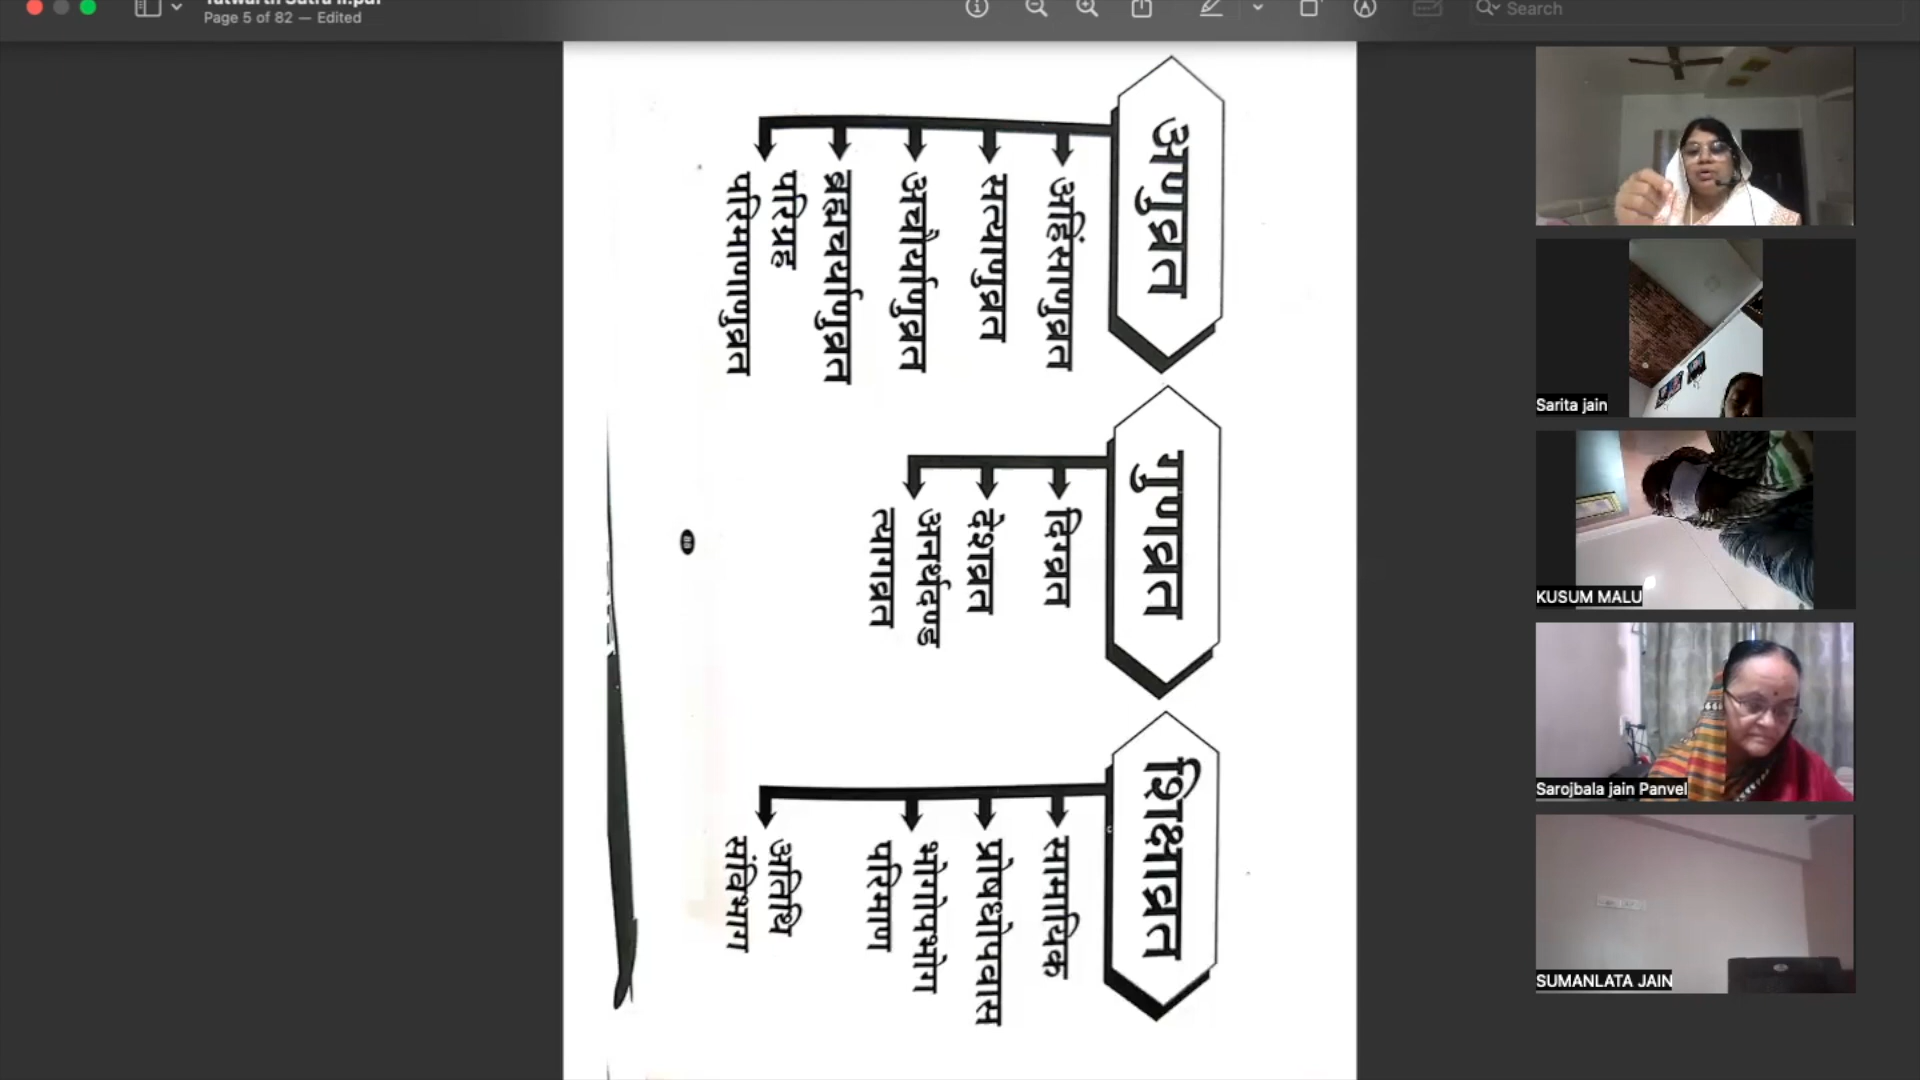 Page 5 of 82 — Edited
Search
अणुव्रत
अहिंसाणुव्रत
सत्याणुव्रत
अचौर्याणुव्रत
ब्रह्मचर्याणुव्रत
परिग्रह
परिमाणाणुव्रत
गुणव्रत
दिग्व्रत
देशव्रत
अनर्थदण्ड
त्यागव्रत
शिक्षाव्रत
सामायिक
प्रोषधोपवास
भोगोपभोग
परिमाण
अतिथि
संविभाग
Sarita jain
KUSUM MALU
Sarojbala jain Panvel
SUMANLATA JAIN